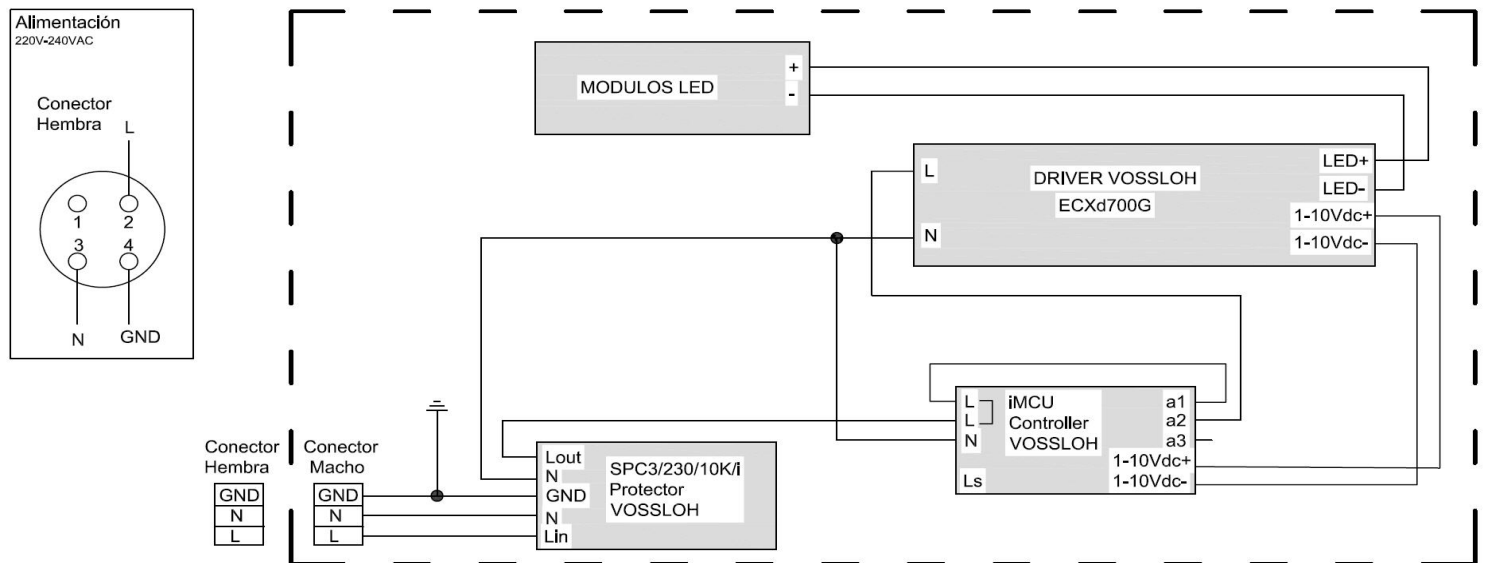 Alimentación
220V-240VAC
Conector
Hembra
L
1
2
3
4
N
GND
MODULOS LED
+
-
L
N
DRIVER VOSSLOH
ECXd700G
LED+
LED-
1-10Vdc+
1-10Vdc-
L
L
N
Ls
iMCU
Controller
VOSSLOH
a1
a2
a3
1-10Vdc+
1-10Vdc-
Conector
Hembra
GND
N
L
Conector
Macho
GND
N
L
Lout
N
GND
N
Lin
SPC3/230/10K/i
Protector
VOSSLOH